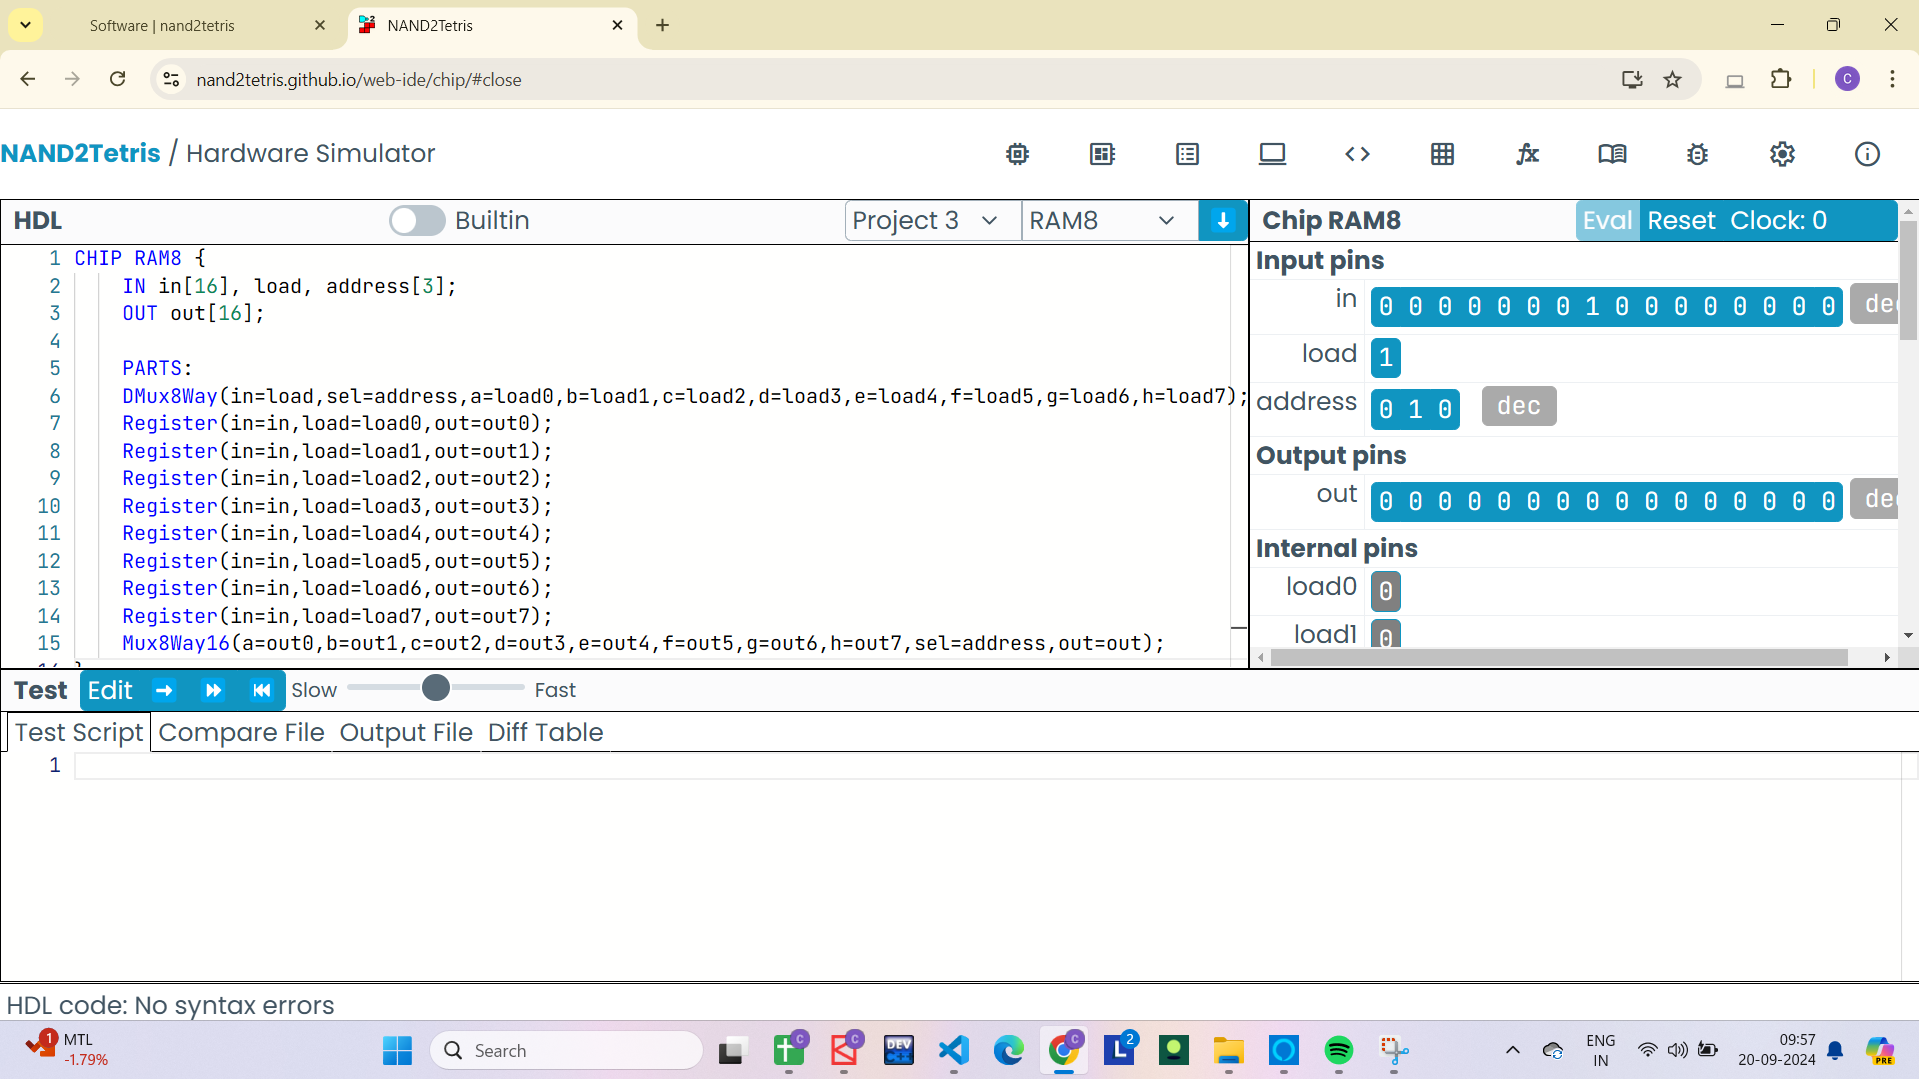 Software | nand2tetris
NAND2Tetris
nand2tetris.github.io/web-ide/chip/#close
C
NAND2Tetris / Hardware Simulator
HDL
Builtin
Project 3
RAM8
Chip RAM8
Eval
Reset
Clock: 0
1 CHIP RAM8 {
2 IN in[16], load, address[3];
3 OUT out[16];
4
5 PARTS:
6 DMux8Way(in=load,sel=address,a=load0,b=load1,c=load2,d=load3,e=load4,f=load5,g=load6,h=load7);
7 Register(in=in,load=load0,out=out0);
8 Register(in=in,load=load1,out=out1);
9 Register(in=in,load=load2,out=out2);
10 Register(in=in,load=load3,out=out3);
11 Register(in=in,load=load4,out=out4);
12 Register(in=in,load=load5,out=out5);
13 Register(in=in,load=load6,out=out6);
14 Register(in=in,load=load7,out=out7);
15 Mux8Way16(a=out0,b=out1,c=out2,d=out3,e=out4,f=out5,g=out6,h=out7,sel=address,out=out);
Input pins
in 0 0 0 0 0 0 0 1 0 0 0 0 0 0 0 0
load 1
address 0 1 0 dec
Output pins
out 0 0 0 0 0 0 0 0 0 0 0 0 0 0 0 0
Internal pins
load0 0
load1 0
Test
Edit
Slow
Fast
Test Script
Compare File
Output File
Diff Table
1
HDL code: No syntax errors
1
MTL
-1.79%
Search
C
C
DEV
C++
C
L
2
ENG
IN
09:57
20-09-2024
PRE